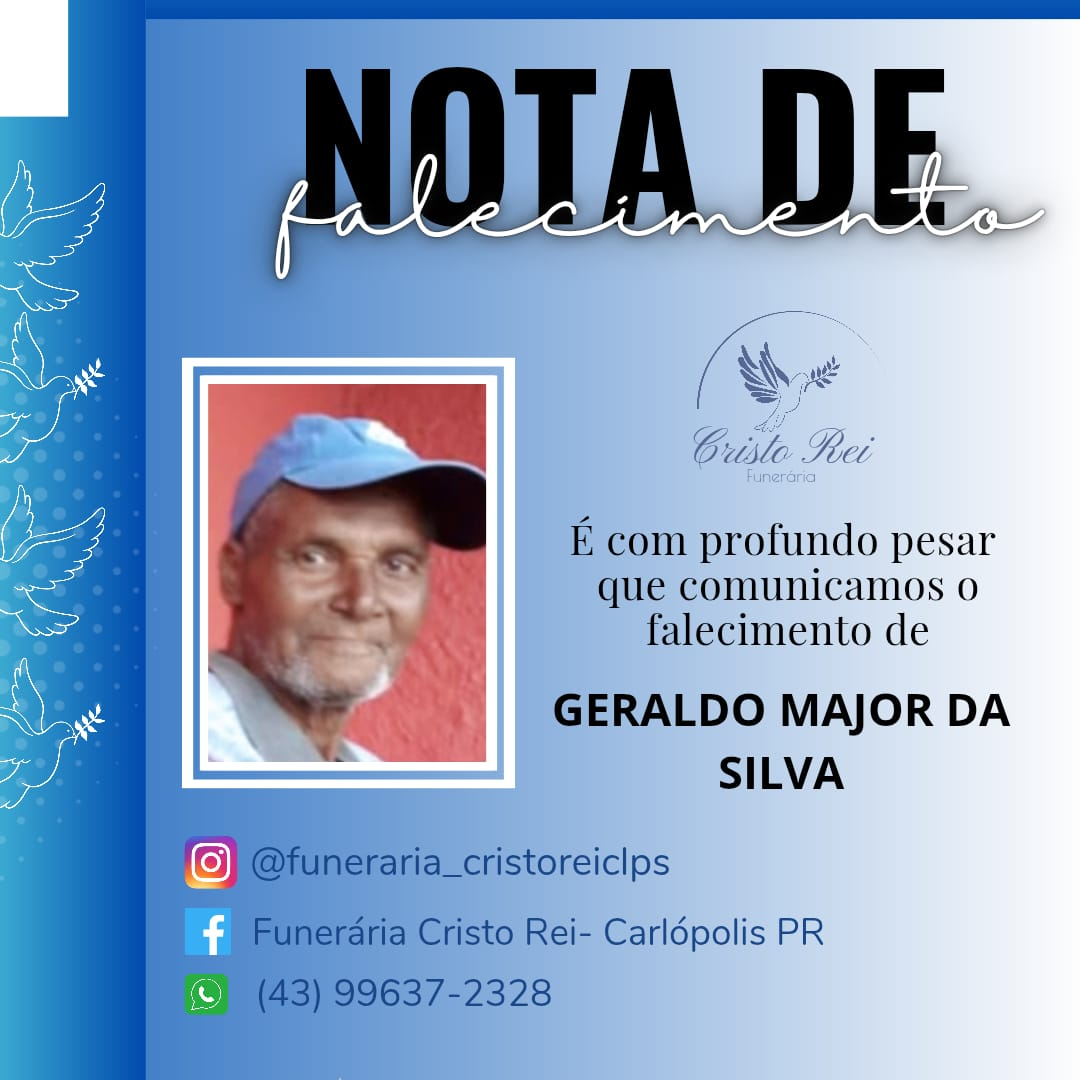 NOTA DE
falecimento
Cristo Rei
Funerária
É com profundo pesar
que comunicamos o
falecimento de
GERALDO MAJOR DA
SILVA
@funeraria_cristoreiclps
Funerária Cristo Rei- Carlópolis PR
(43) 99637-2328